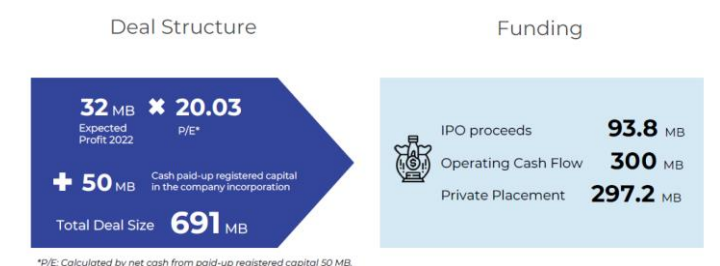 Deal Structure
Funding
32 MB ✖ 20.03
Expected
Profit 2022
P/E*
+ 50 MB
Cash paid-up registered capital
in the company incorporation
Total Deal Size 691 MB
*P/E: Calculated by net cash from paid-up registered capital 50 MB.
IPO proceeds 93.8 MB
Operating Cash Flow 300 MB
Private Placement 297.2 MB